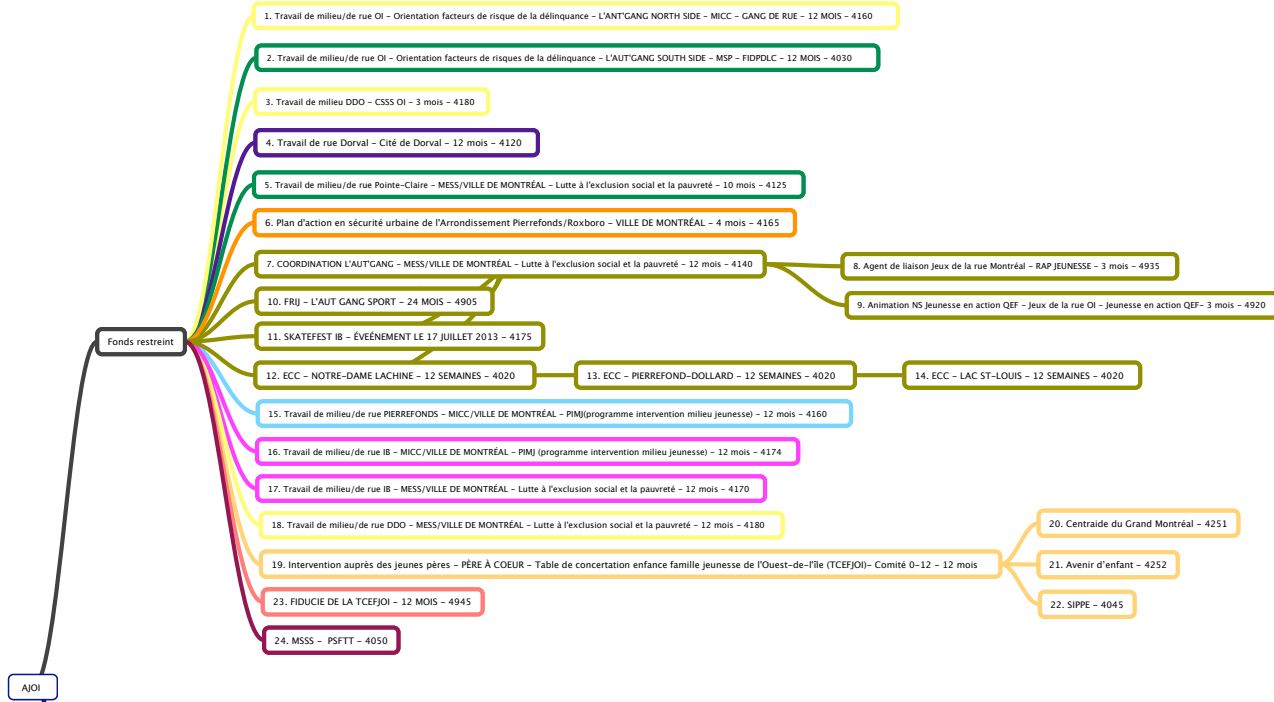 1. Travail de milieu/de rue OI – Orientation facteurs de risque de la délinquance – L'ANT'GANG NORTH SIDE – MICC – GANG DE RUE – 12 MOIS – 4160
2. Travail de milieu/de rue OI – Orientation facteurs de risques de la délinquance – L'AUT'GANG SOUTH SIDE – MSP – FIDPDLC – 12 MOIS – 4030
3. Travail de milieu DDO – CSSS OI – 3 mois – 4180
4. Travail de rue Dorval – Cité de Dorval – 12 mois – 4120
5. Travail de milieu/de rue Pointe-Claire – MESS/VILLE DE MONTRÉAL – Lutte à l'exclusion social et la pauvreté – 10 mois – 4125
6. Plan d'action en sécurité urbaine de l'Arrondissement Pierrefonds/Roxboro – VILLE DE MONTRÉAL – 4 mois – 4165
7. COORDINATION L'AUT'GANG – MESS/VILLE DE MONTRÉAL – Lutte à l'exclusion social et la pauvreté – 12 mois – 4140
8. Agent de liaison Jeux de la rue Montréal – RAP JEUNESSE – 3 mois – 4935
9. Animation NS Jeunesse en action QEF – Jeux de la rue OI – Jeunesse en action QEF– 3 mois – 4920
10. FRIJ – L'AUT GANG SPORT – 24 MOIS – 4905
11. SKATEFEST IB – ÉVEÉNEMENT LE 17 JUILLET 2013 – 4175
Fonds restreint
12. ECC – NOTRE-DAME LACHINE – 12 SEMAINES – 4020
13. ECC – PIERREFOND-DOLLARD – 12 SEMAINES – 4020
14. ECC – LAC ST-LOUIS – 12 SEMAINES – 4020
15. Travail de milieu/de rue PIERREFONDS – MICC/VILLE DE MONTRÉAL – PIMJ(programme intervention milieu jeunesse) – 12 mois – 4160
16. Travail de milieu/de rue IB – MICC/VILLE DE MONTRÉAL – PIMJ (programme intervention milieu jeunesse) – 12 mois – 4174
17. Travail de milieu/de rue IB – MESS/VILLE DE MONTRÉAL – Lutte à l'exclusion social et la pauvreté – 12 mois – 4170
18. Travail de milieu/de rue DDO – MESS/VILLE DE MONTRÉAL – Lutte à l'exclusion social et la pauvreté – 12 mois – 4180
19. Intervention auprès des jeunes pères – PÈRE À COEUR – Table de concertation enfance famille jeunesse de l'Ouest-de-l'île (TCEFJOI)– Comité 0-12 – 12 mois
20. Centraide du Grand Montréal – 4251
21. Avenir d'enfant – 4252
22. SIPPE – 4045
23. FIDUCIE DE LA TCEFJOI – 12 MOIS – 4945
24. MSSS – PSFTT – 4050
AJOI